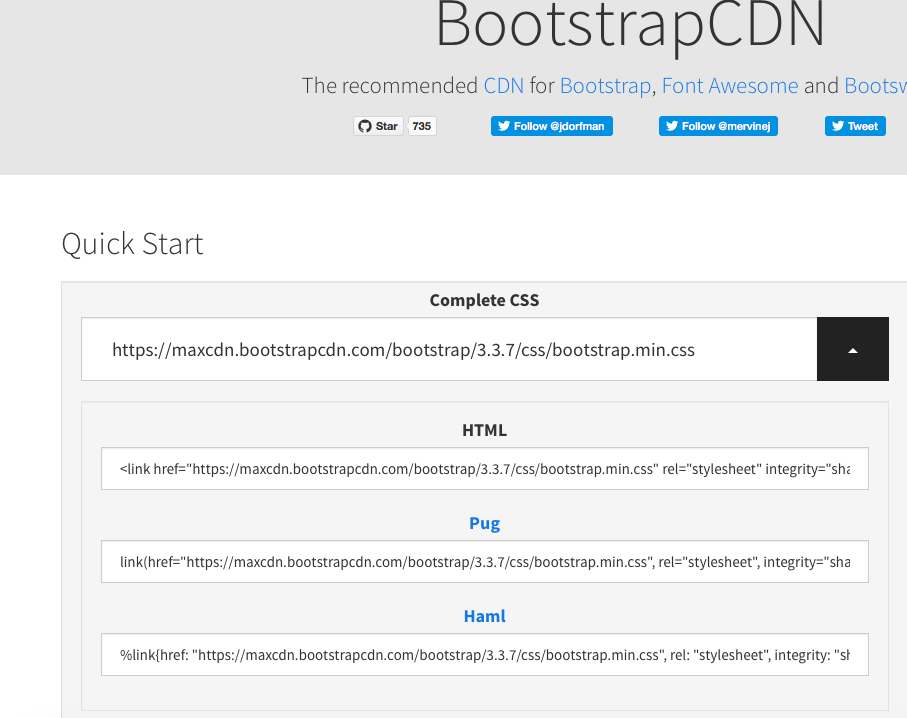 BootstrapCDN
The recommended CDN for Bootstrap, Font Awesome and Bootsw
Star 735 Follow @jdorfman Follow @mervinej Tweet
Quick Start
Complete CSS
https://maxcdn.bootstrapcdn.com/bootstrap/3.3.7/css/bootstrap.min.css
HTML
<link href="https://maxcdn.bootstrapcdn.com/bootstrap/3.3.7/css/bootstrap.min.css" rel="stylesheet" integrity="sha
Pug
link(href="https://maxcdn.bootstrapcdn.com/bootstrap/3.3.7/css/bootstrap.min.css", rel="stylesheet", integrity="sha
Haml
%link{href: "https://maxcdn.bootstrapcdn.com/bootstrap/3.3.7/css/bootstrap.min.css", rel: "stylesheet", integrity: "sh